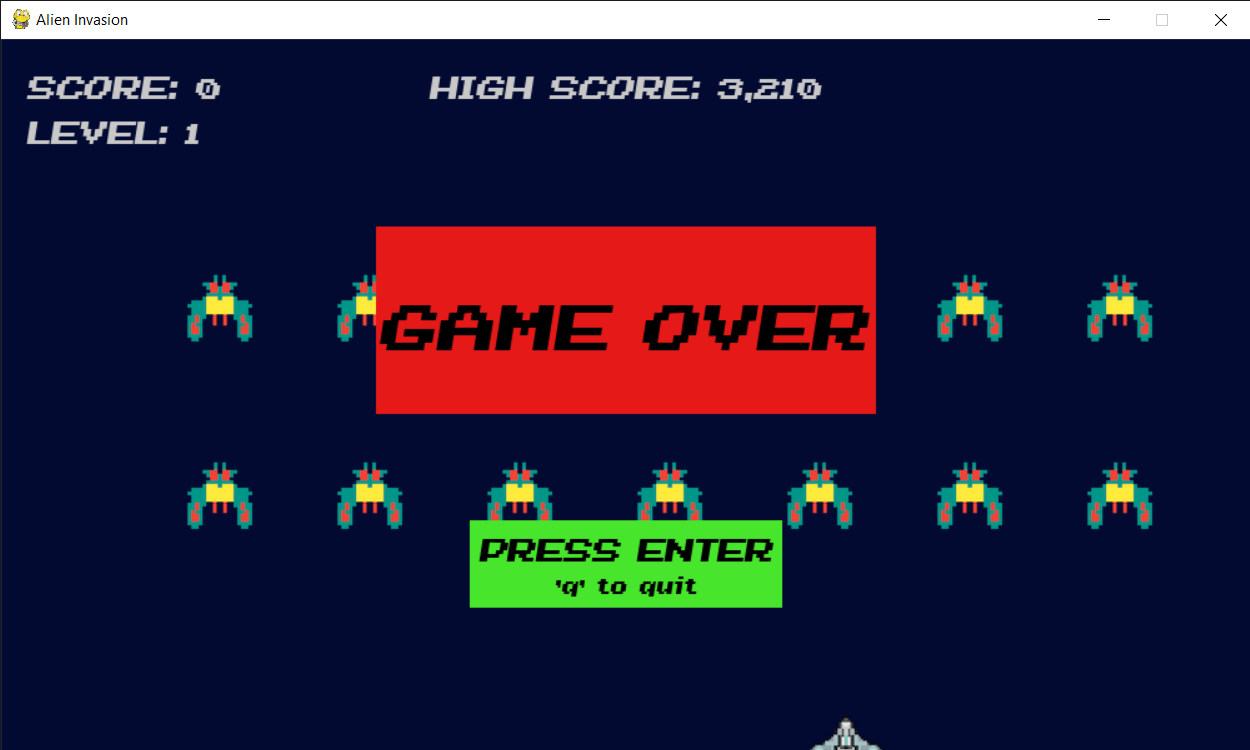 Alien Invasion
SCORE: 0
HIGH SCORE: 3,210
LEVEL: 1
GAME OVER
PRESS ENTER
'q' to quit